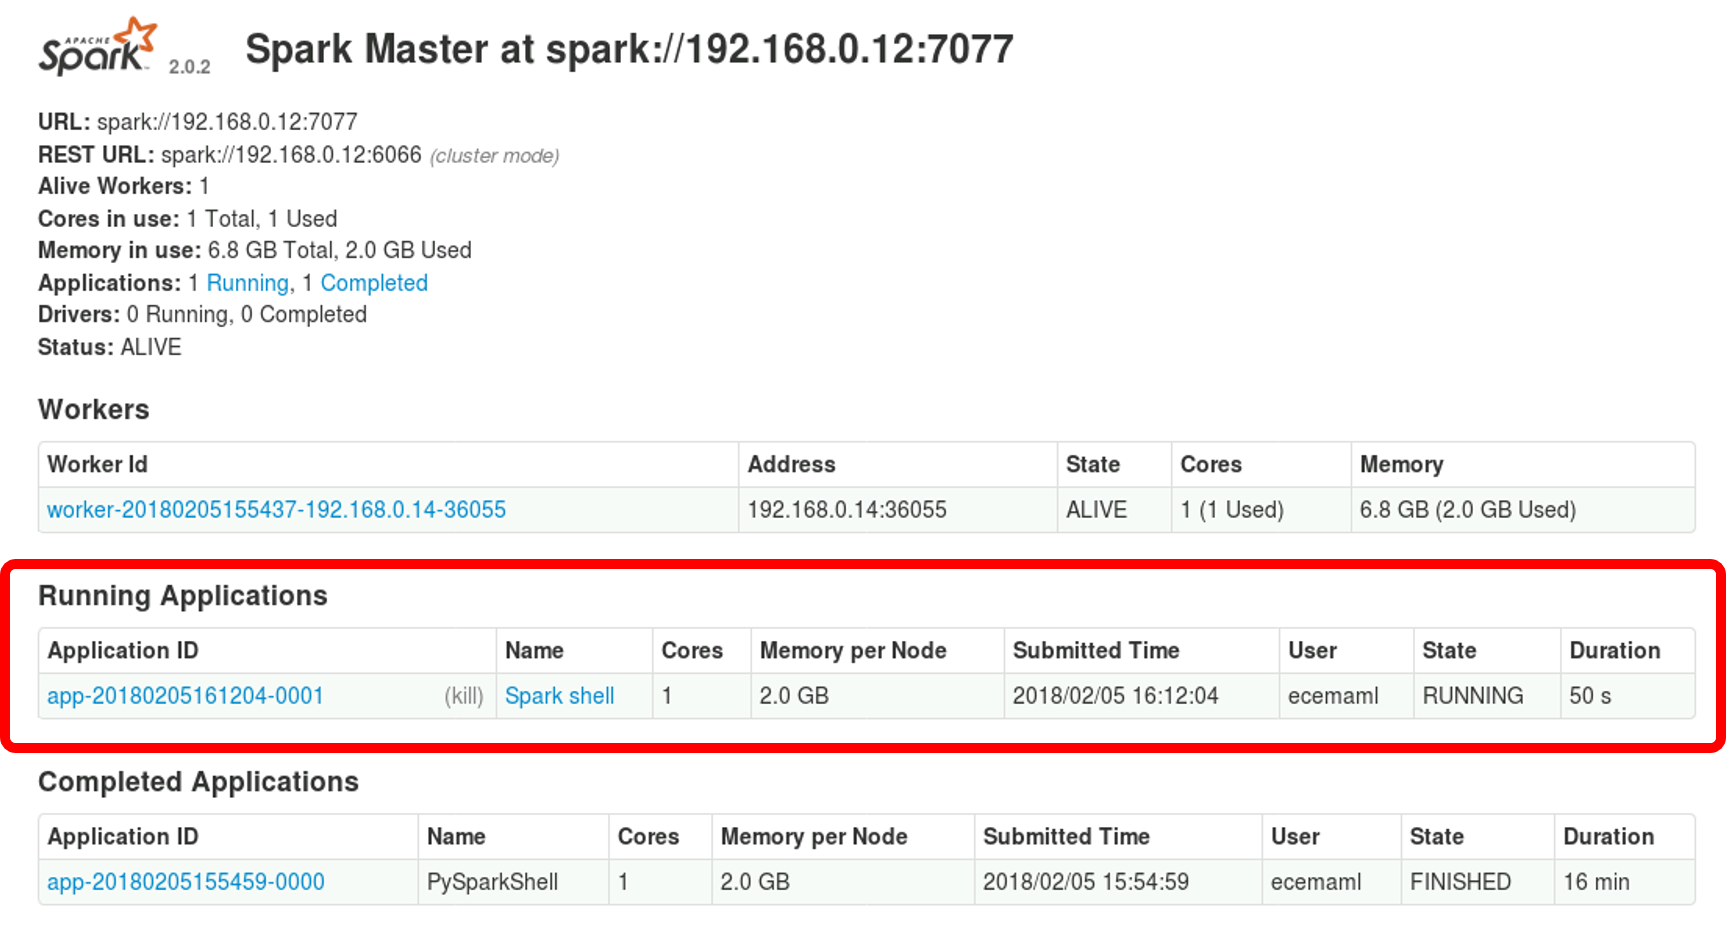 APACHE Spark 2.0.2 Spark Master at spark://192.168.0.12:7077
URL: spark://192.168.0.12:7077
REST URL: spark://192.168.0.12:6066 (cluster mode)
Alive Workers: 1
Cores in use: 1 Total, 1 Used
Memory in use: 6.8 GB Total, 2.0 GB Used
Applications: 1 Running, 1 Completed
Drivers: 0 Running, 0 Completed
Status: ALIVE
Workers
Worker Id Address State Cores Memory
worker-20180205155437-192.168.0.14-36055 192.168.0.14:36055 ALIVE 1 (1 Used) 6.8 GB (2.0 GB Used)
Running Applications
Application ID Name Cores Memory per Node Submitted Time User State Duration
app-20180205161204-0001 (kill) Spark shell 1 2.0 GB 2018/02/05 16:12:04 ecemaml RUNNING 50 s
Completed Applications
Application ID Name Cores Memory per Node Submitted Time User State Duration
app-20180205155459-0000 PySparkShell 1 2.0 GB 2018/02/05 15:54:59 ecemaml FINISHED 16 min